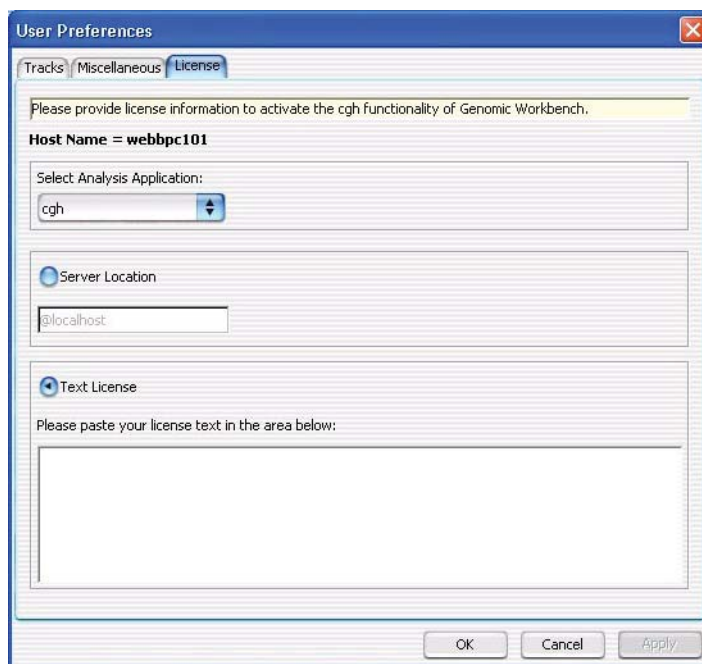 User Preferences
Tracks Miscellaneous License
Please provide license information to activate the cgh functionality of Genomic Workbench.
Host Name = webbpc101
Select Analysis Application:
cgh
Server Location
@localhost
Text License
Please paste your license text in the area below:
OK Cancel Apply